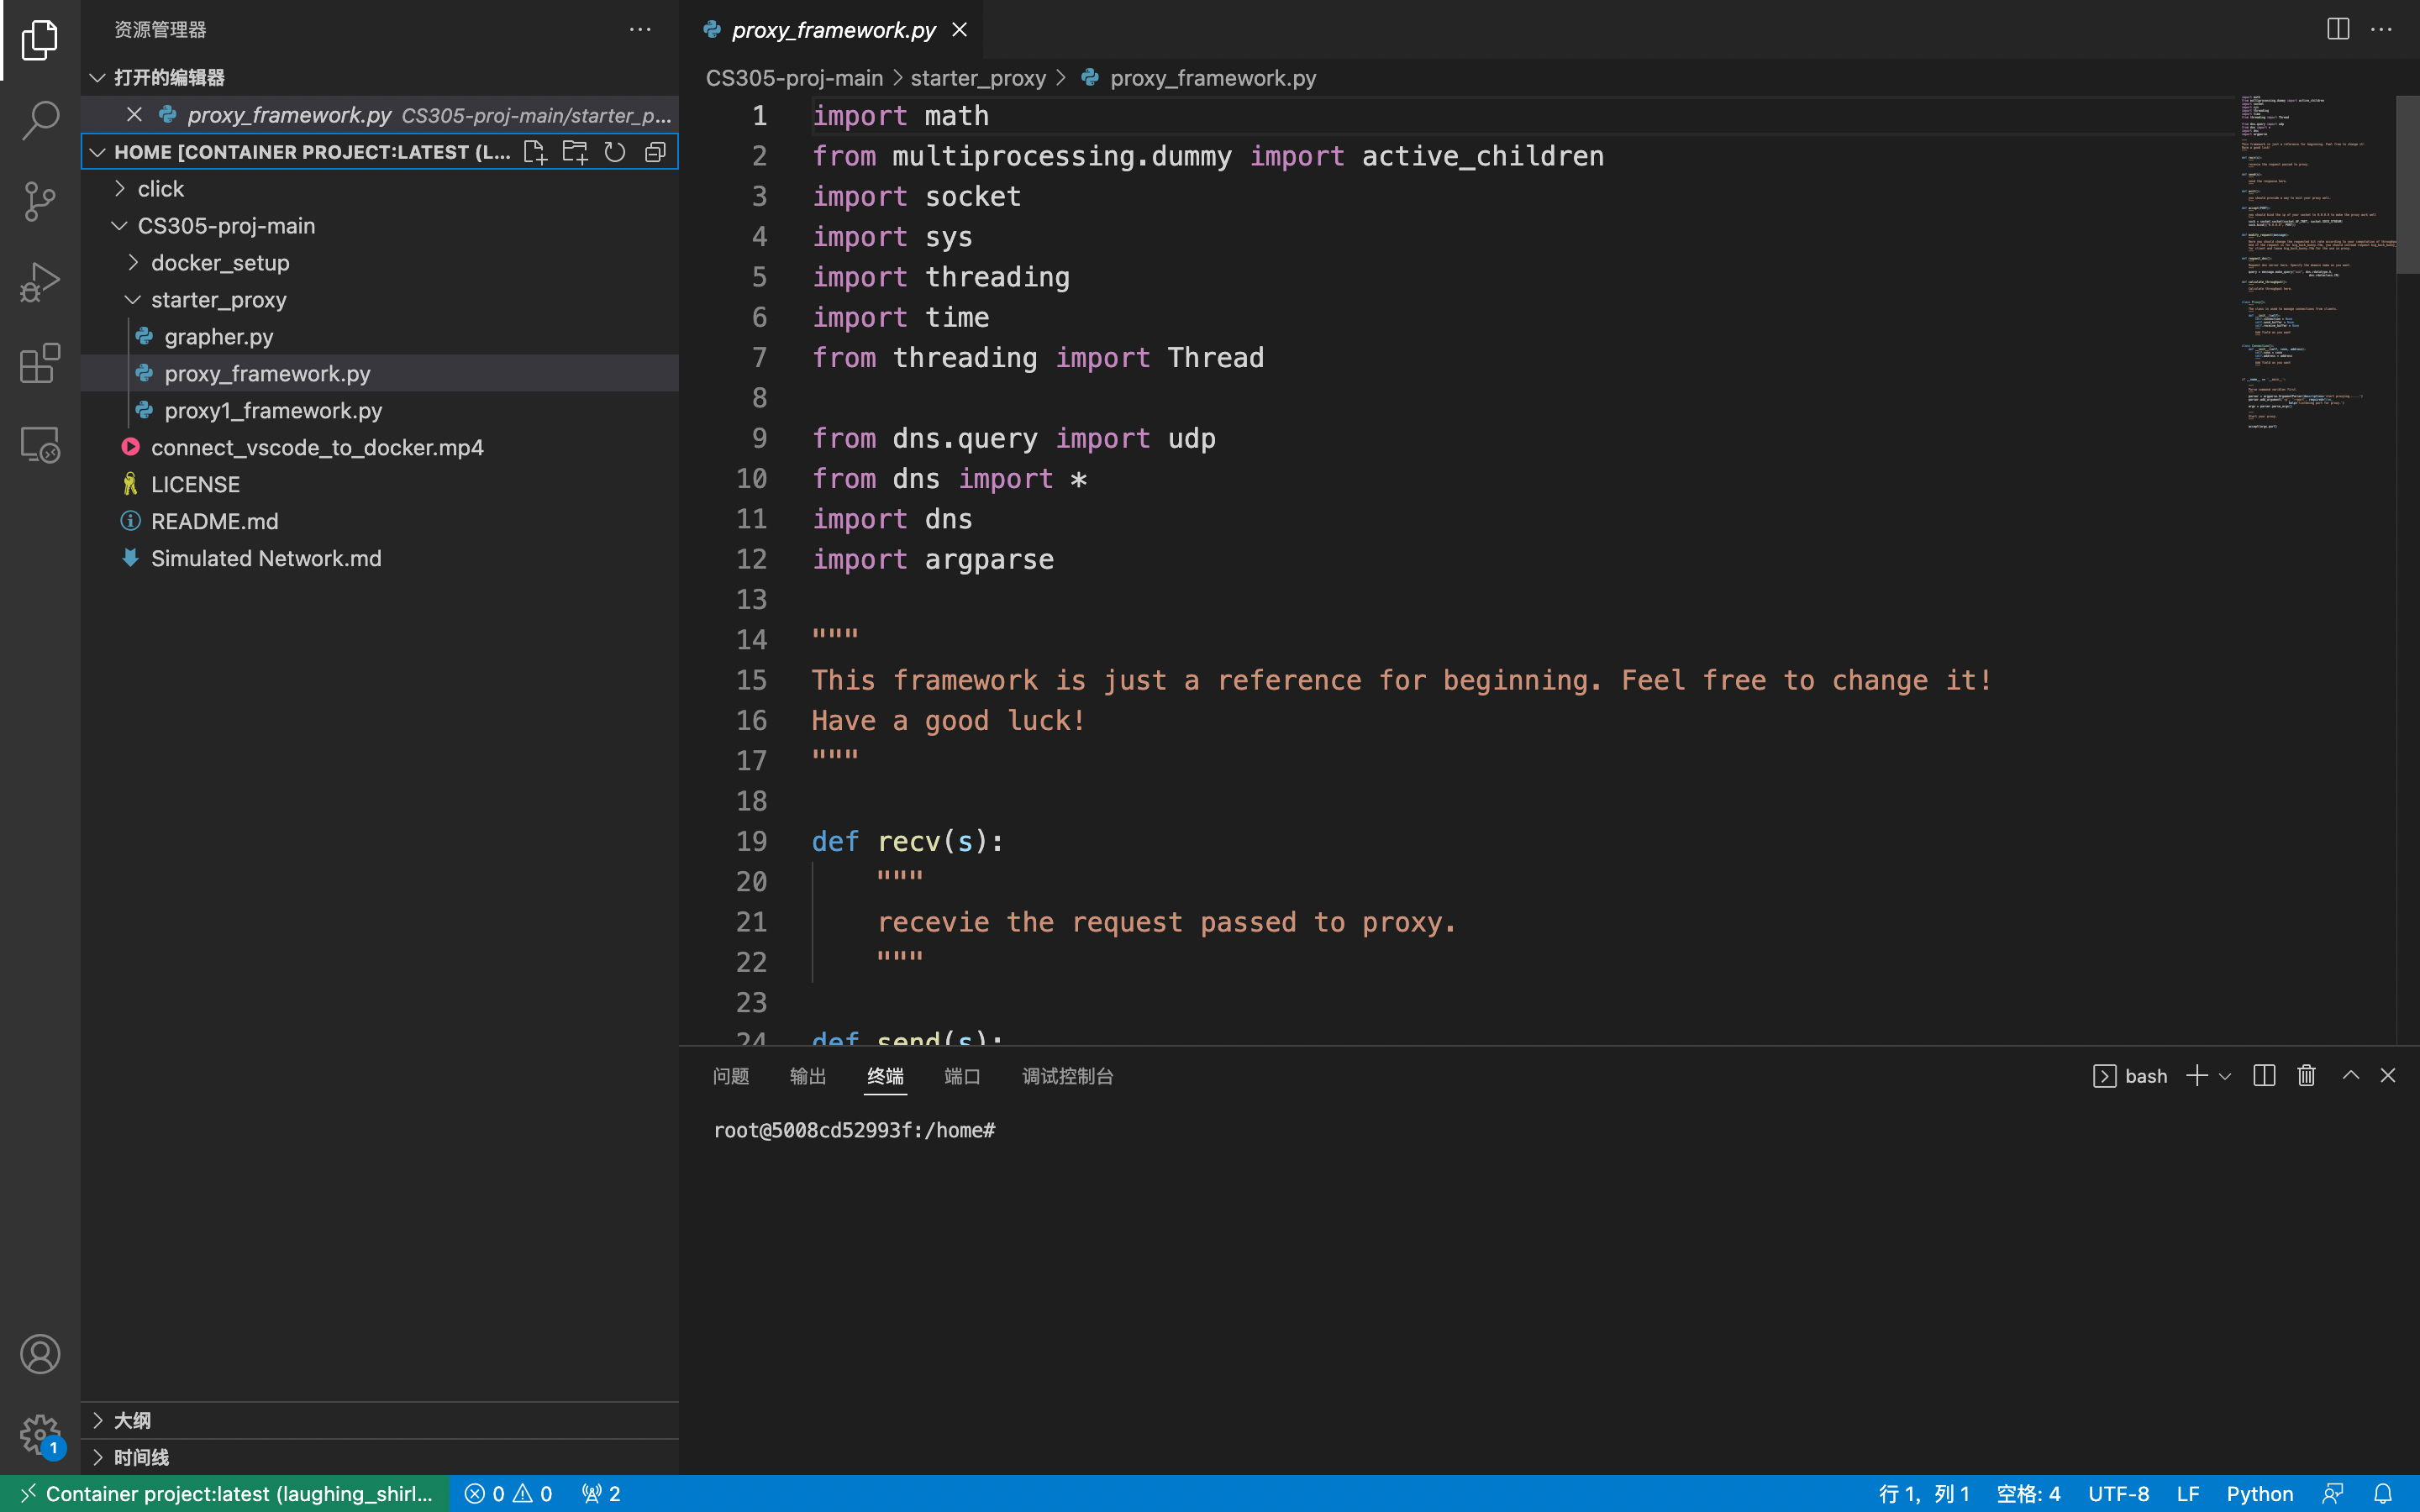 资源管理器
打开的编辑器
proxy_framework.py CS305-proj-main/starter_p...
HOME [CONTAINER PROJECT:LATEST (L...
click
CS305-proj-main
docker_setup
starter_proxy
grapher.py
proxy_framework.py
proxy1_framework.py
connect_vscode_to_docker.mp4
LICENSE
README.md
Simulated Network.md
大纲
时间线
1
proxy_framework.py
CS305-proj-main > starter_proxy > proxy_framework.py
1 import math
2 from multiprocessing.dummy import active_children
3 import socket
4 import sys
5 import threading
6 import time
7 from threading import Thread
8
9 from dns.query import udp
10 from dns import *
11 import dns
12 import argparse
13
14 """
15 This framework is just a reference for beginning. Feel free to change it!
16 Have a good luck!
17 """
18
19 def recv(s):
20 """
21 recevie the request passed to proxy.
22 """
23
24 def send(s):
问题 输出 终端 端口 调试控制台
bash
root@5008cd52993f:/home#
Container project:latest (laughing_shirl... 0 0 2
行 1, 列 1 空格: 4 UTF-8 LF Python